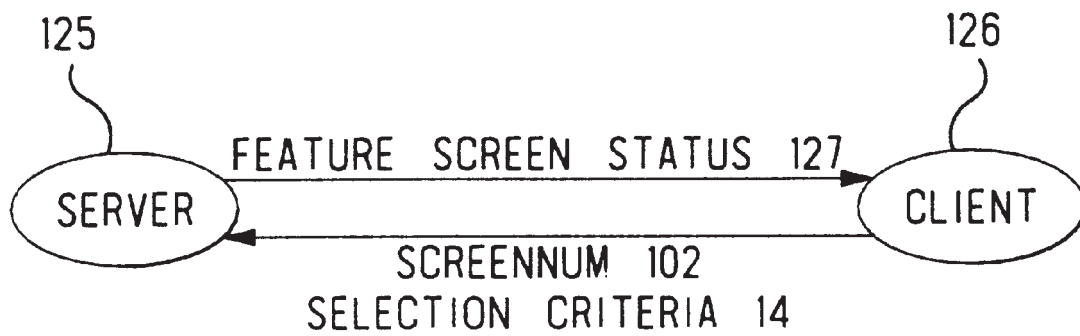 125
126
FEATURE SCREEN STATUS 127
SERVER
CLIENT
SCREENNUM 102
SELECTION CRITERIA 14